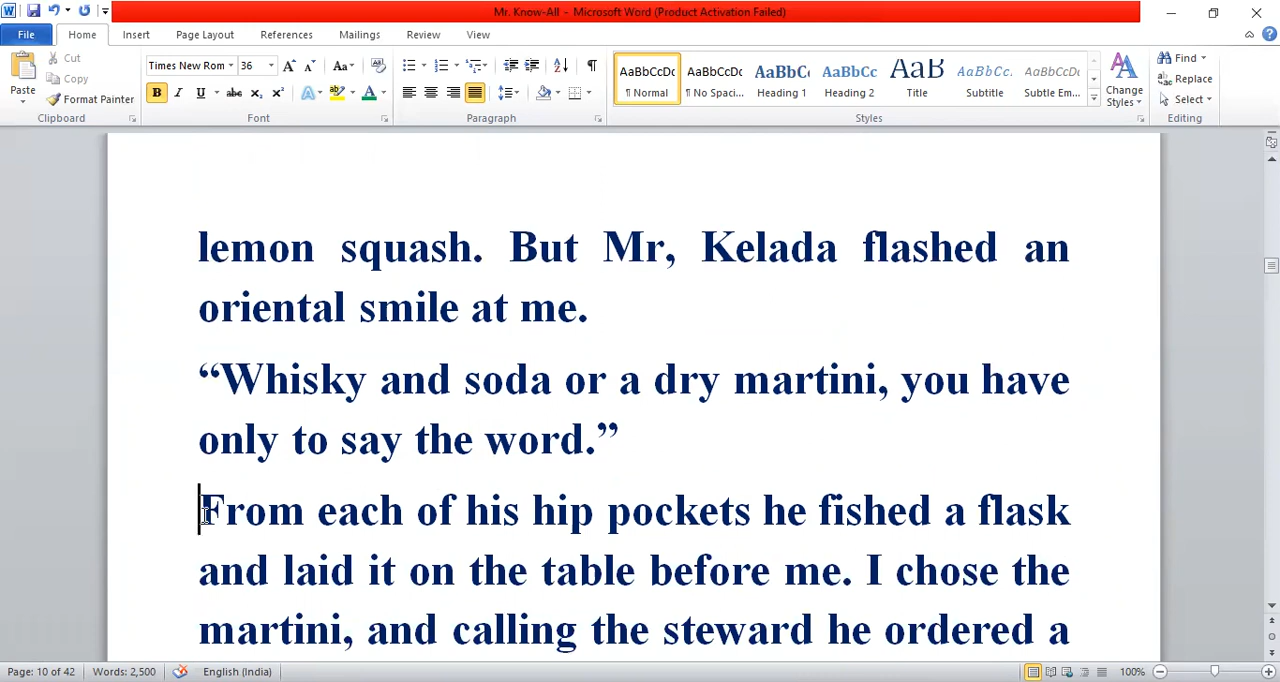 Mr. Know-All - Microsoft Word (Product Activation Failed)
File Home Insert Page Layout References Mailings Review View
Paste
Cut
Copy
Format Painter
Clipboard
Times New Rom 36
Font
Paragraph
AaBbCcDc AaBbCcDc AaBbC AaBbCc AaB AaBbCc. AaBbCcDc
¶ Normal ¶ No Spaci... Heading 1 Heading 2 Title Subtitle Subtle Em...
Change
Styles
Styles
Find
Replace
Select
Editing
lemon squash. But Mr, Kelada flashed an
oriental smile at me.
“Whisky and soda or a dry martini, you have
only to say the word.”
From each of his hip pockets he fished a flask
and laid it on the table before me. I chose the
martini, and calling the steward he ordered a
Page: 10 of 42 Words: 2,500 English (India) 100%